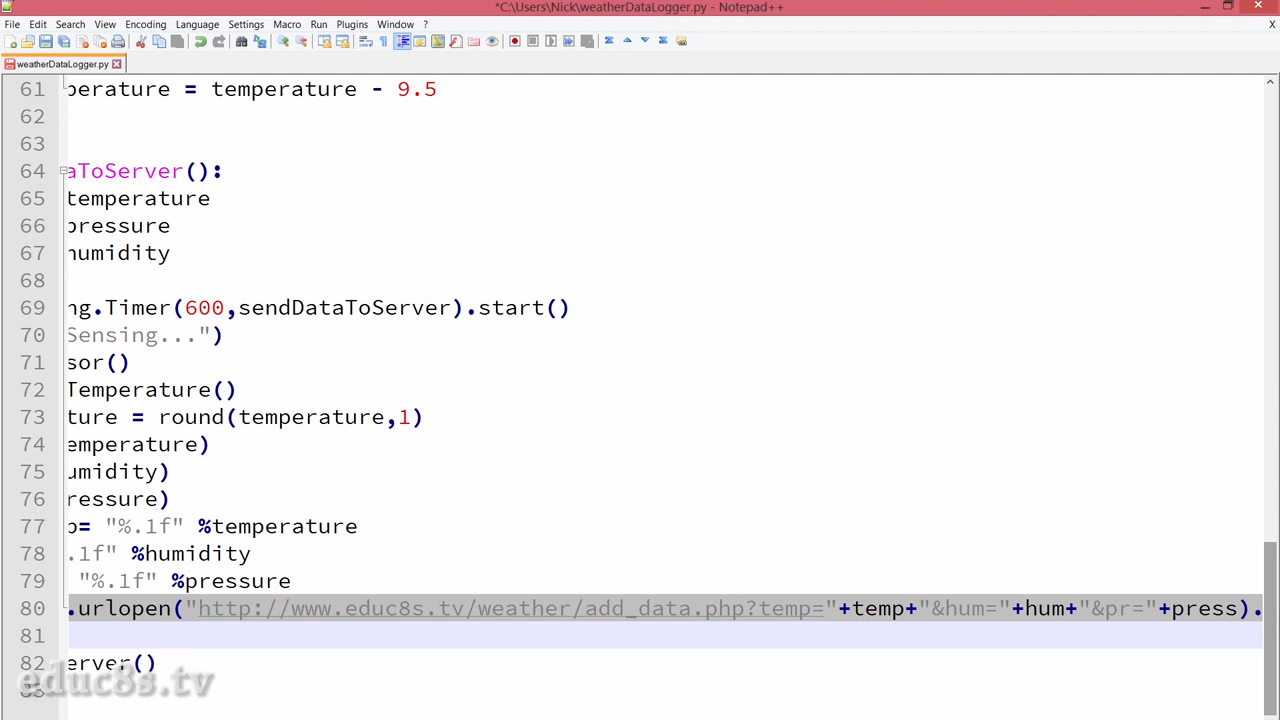 *C:\Users\Nick\weatherDataLogger.py - Notepad++
File Edit Search View Encoding Language Settings Macro Run Plugins Window ? X
weatherDataLogger.py
61 perature = temperature - 9.5
62
63
64 aToServer():
65 temperature
66 pressure
67 humidity
68
69 ng.Timer(600,sendDataToServer).start()
70 Sensing...")
71 sor()
72 Temperature()
73 ture = round(temperature,1)
74 emperature)
75 umidity)
76 ressure)
77 p= "%.1f" %temperature
78 .1f" %humidity
79 "%.1f" %pressure
80 .urlopen("http://www.educ8s.tv/weather/add_data.php?temp="+temp+"&hum="+hum+"&pr="+press).
81
82 erver()
83
educ8s.tv